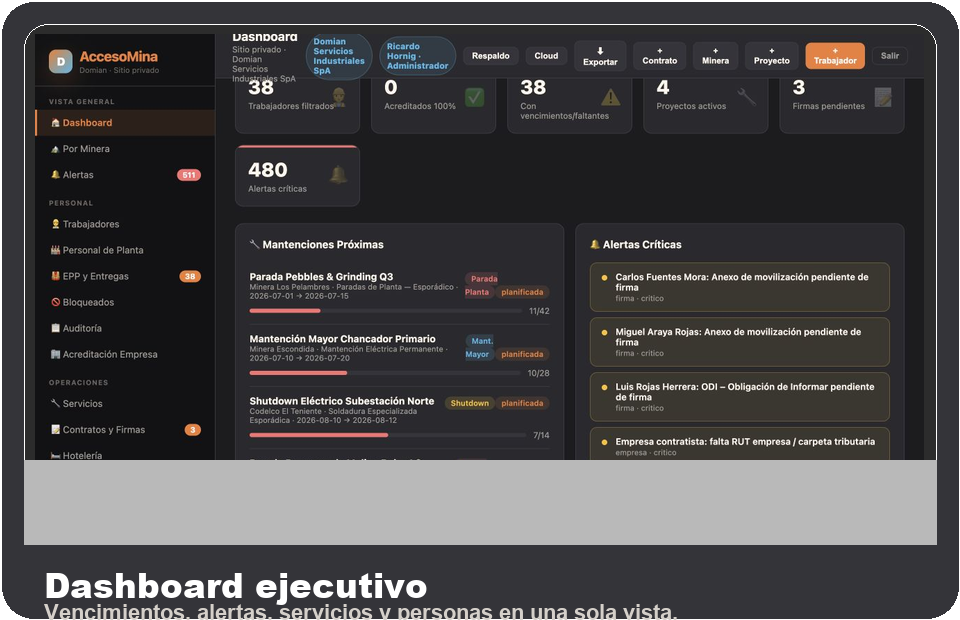 D
AccesoMina
Domian · Sitio privado
VISTA GENERAL
Dashboard
Por Minera
Alertas
511
PERSONAL
Trabajadores
Personal de Planta
EPP y Entregas
38
Bloqueados
Auditoría
Acreditación Empresa
OPERACIONES
Servicios
Contratos y Firmas
3
Hotelería
Dashboard
Sitio privado ·
Domian
Servicios
Industriales SpA
Domian
Servicios
Industriales
SpA
Ricardo
Hornig ·
Administrador
Respaldo
Cloud
⬇
Exportar
+
Contrato
+
Minera
+
Proyecto
+
Trabajador
Salir
38
Trabajadores filtrados
0
Acreditados 100%
38
Con
vencimientos/faltantes
4
Proyectos activos
3
Firmas pendientes
480
Alertas críticas
Mantenciones Próximas
Parada Pebbles & Grinding Q3
Minera Los Pelambres · Paradas de Planta — Esporádico ·
2026-07-01 → 2026-07-15
Parada
Planta
planificada
11/42
Mantención Mayor Chancador Primario
Minera Escondida · Mantención Eléctrica Permanente ·
2026-07-10 → 2026-07-20
Mant.
Mayor
planificada
10/28
Shutdown Eléctrico Subestación Norte
Codelco El Teniente · Soldadura Especializada
Esporádica · 2026-08-10 → 2026-08-12
Shutdown
planificada
7/14
Alertas Críticas
Carlos Fuentes Mora: Anexo de movilización pendiente de
firma
firma · critico
Miguel Araya Rojas: Anexo de movilización pendiente de
firma
firma · critico
Luis Rojas Herrera: ODI – Obligación de Informar pendiente
de firma
firma · critico
Empresa contratista: falta RUT empresa / carpeta tributaria
empresa · critico
Dashboard ejecutivo
Vencimientos, alertas, servicios y personas en una sola vista.